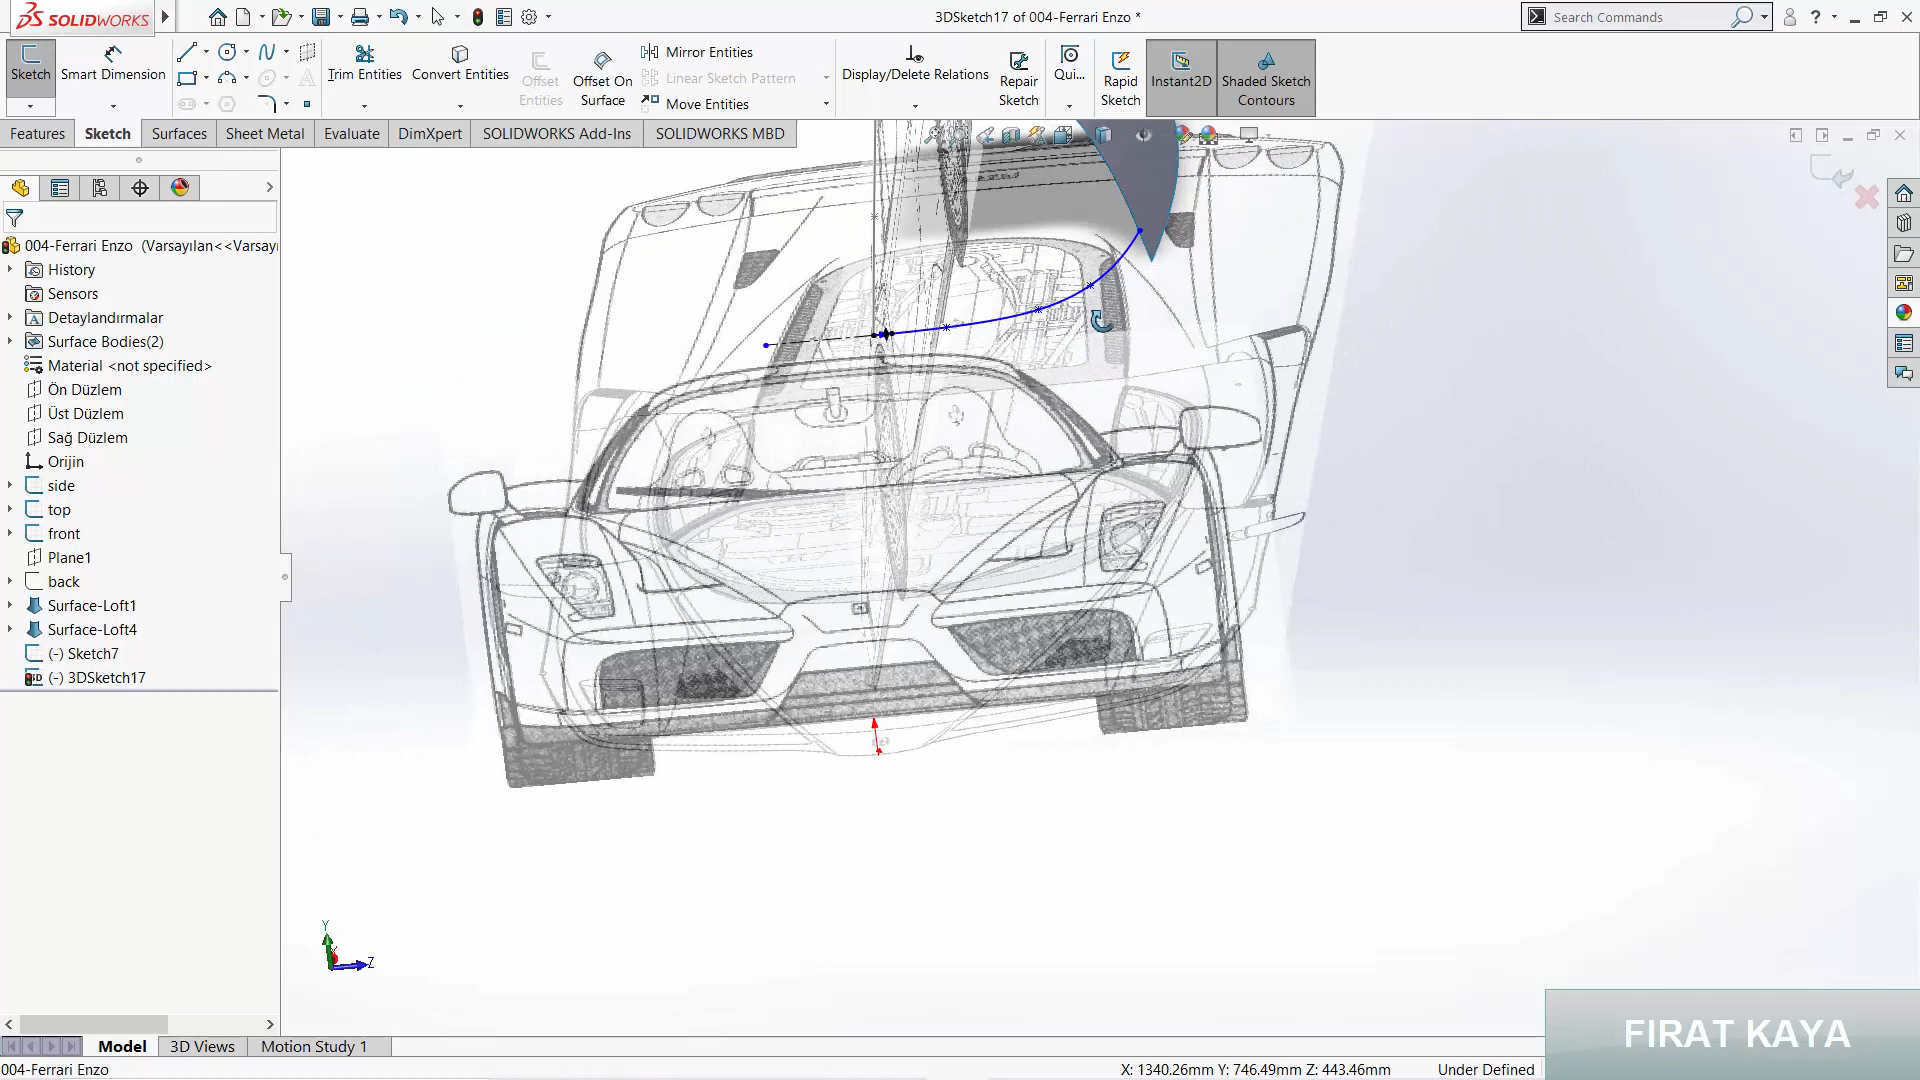 SOLIDWORKS
3DSketch17 of 004-Ferrari Enzo *
Search Commands
Sketch
Smart Dimension
Trim Entities
Convert Entities
Offset Entities
Offset On Surface
Mirror Entities
Linear Sketch Pattern
Move Entities
Display/Delete Relations
Repair Sketch
Qui...
Rapid Sketch
Instant2D
Shaded Sketch Contours
Features
Sketch
Surfaces
Sheet Metal
Evaluate
DimXpert
SOLIDWORKS Add-Ins
SOLIDWORKS MBD
004-Ferrari Enzo (Varsayılan<<Varsayı
History
Sensors
Detaylandırmalar
Surface Bodies(2)
Material <not specified>
Ön Düzlem
Üst Düzlem
Sağ Düzlem
Orijin
side
top
front
Plane1
back
Surface-Loft1
Surface-Loft4
(-) Sketch7
(-) 3DSketch17
Y
Z
Model
3D Views
Motion Study 1
FIRAT KAYA
004-Ferrari Enzo
X: 1340.26mm Y: 746.49mm Z: 443.46mm
Under Defined